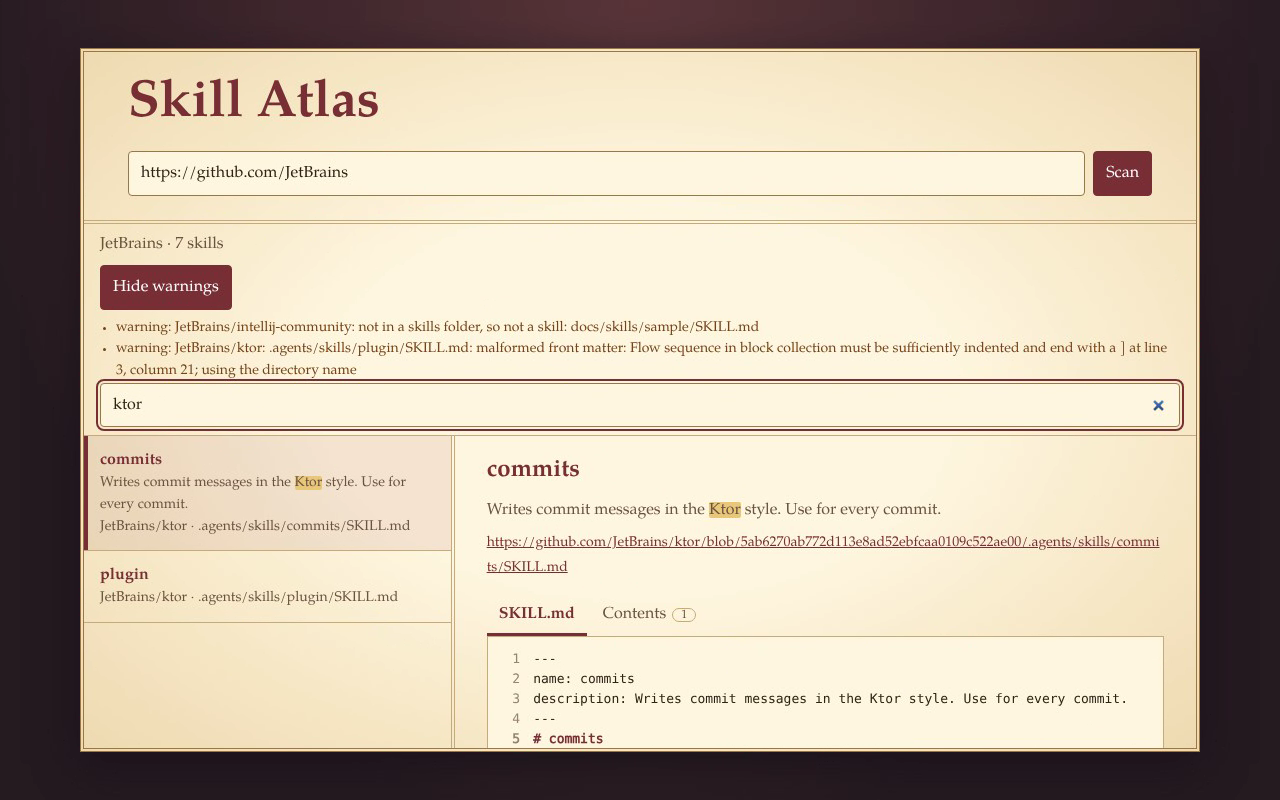 Skill Atlas
https://github.com/JetBrains
Scan
JetBrains · 7 skills
Hide warnings
• warning: JetBrains/intellij-community: not in a skills folder, so not a skill: docs/skills/sample/SKILL.md
• warning: JetBrains/ktor: .agents/skills/plugin/SKILL.md: malformed front matter: Flow sequence in block collection must be sufficiently indented and end with a ] at line
3, column 21; using the directory name
ktor
commits
Writes commit messages in the Ktor style. Use for
every commit.
JetBrains/ktor · .agents/skills/commits/SKILL.md
plugin
JetBrains/ktor · .agents/skills/plugin/SKILL.md
commits
Writes commit messages in the Ktor style. Use for every commit.
https://github.com/JetBrains/ktor/blob/5ab6270ab772d113e8ad52ebfcaa0109c522ae00/.agents/skills/commi
ts/SKILL.md
SKILL.md
Contents 1
1 ---
2 name: commits
3 description: Writes commit messages in the Ktor style. Use for every commit.
4 ---
5 # commits